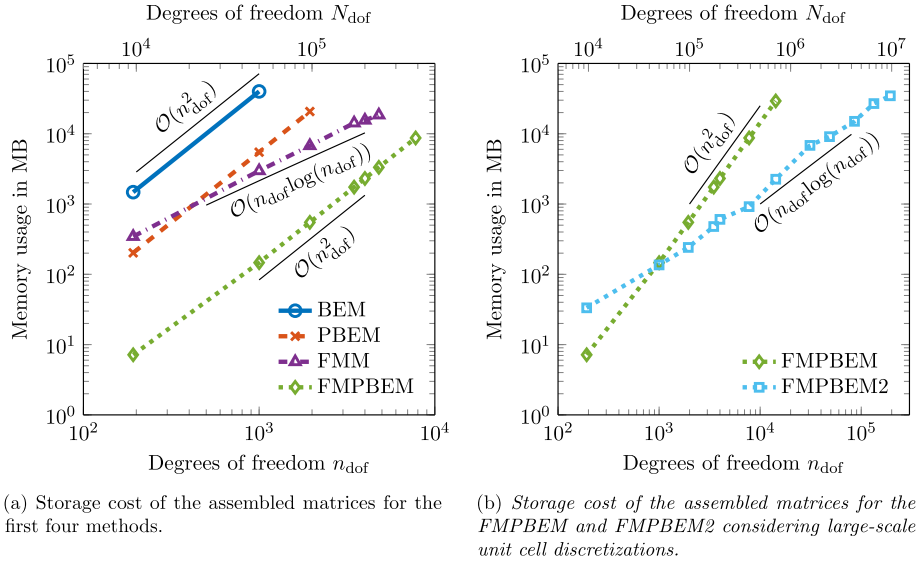 Degrees of freedom N_dof
10^4 10^5
10^5
10^4
10^3
10^2
10^1
10^0
Memory usage in MB
O(n_dof^2)
O(n_dof log(n_dof))
O(n_dof^2)
BEM
PBEM
FMM
FMPBEM
10^2 10^3 10^4
Degrees of freedom n_dof
(a) Storage cost of the assembled matrices for the
first four methods.
Degrees of freedom N_dof
10^4 10^5 10^6 10^7
10^5
10^4
10^3
10^2
10^1
10^0
Memory usage in MB
O(n_dof^2)
O(n_dof log(n_dof))
FMPBEM
FMPBEM2
10^2 10^3 10^4 10^5
Degrees of freedom n_dof
(b) Storage cost of the assembled matrices for the
FMPBEM and FMPBEM2 considering large-scale
unit cell discretizations.